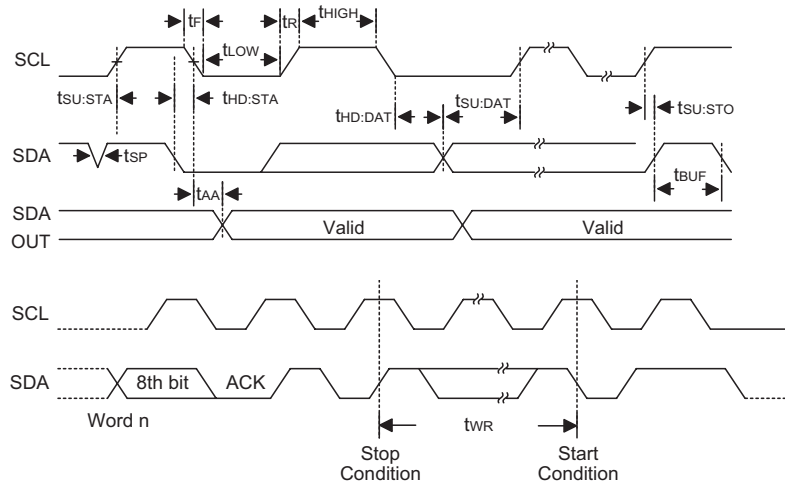 tF
tR
tHIGH
tLOW
SCL
tSU:STA
tHD:STA
tHD:DAT
tSU:DAT
tSU:STO
SDA
tSP
tBUF
tAA
SDA
OUT
Valid
Valid
SCL
SDA
8th bit
ACK
Word n
tWR
Stop
Condition
Start
Condition